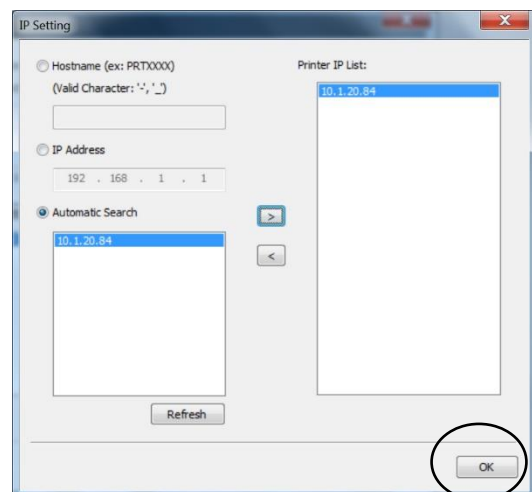 IP Setting
Hostname (ex: PRTXXXX)
(Valid Character: '-', '_')
IP Address
192 . 168 . 1 . 1
Automatic Search
10.1.20.84
Refresh
>
<
Printer IP List:
10.1.20.84
OK